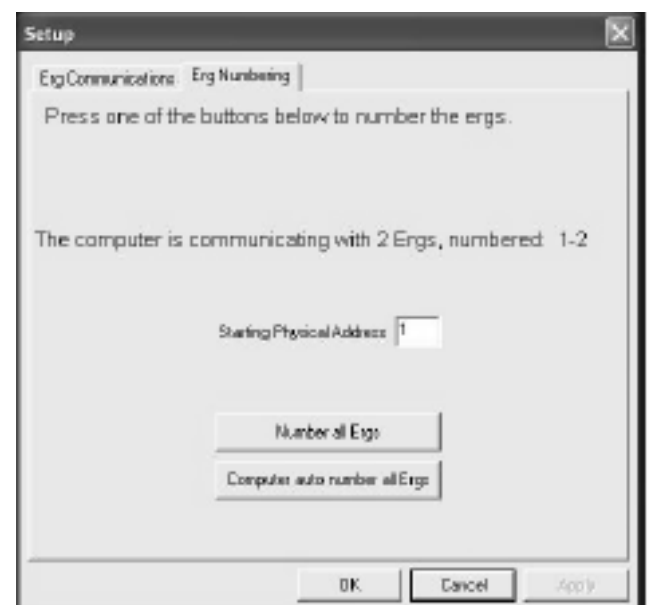 Setup
Erg Communications Erg Numbering
Press one of the buttons below to number the ergs.
The computer is communicating with 2 Ergs, numbered: 1-2
Starting Physical Address 1
Number all Ergs
Computer auto number all Ergs
OK Cancel Apply